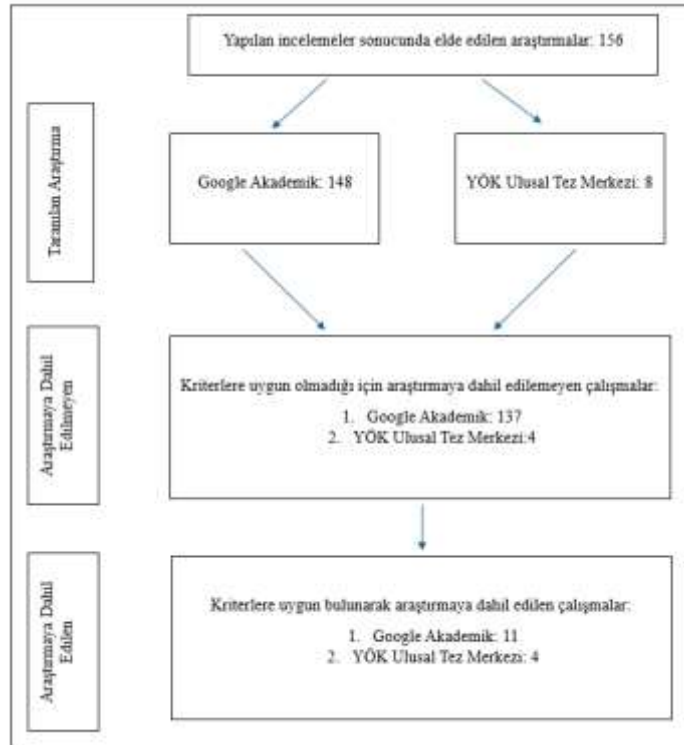 Yapılan incelemeler sonucunda elde edilen araştırmalar: 156
Taranılan Araştırma
Google Akademik: 148
YÖK Ulusal Tez Merkezi: 8
Araştırmaya Dahil
Edilmeyen
Kriterlere uygun olmadığı için araştırmaya dahil edilemeyen çalışmalar:
1. Google Akademik: 137
2. YÖK Ulusal Tez Merkezi:4
Araştırmaya Dahil
Edilen
Kriterlere uygun bulunarak araştırmaya dahil edilen çalışmalar:
1. Google Akademik: 11
2. YÖK Ulusal Tez Merkezi: 4